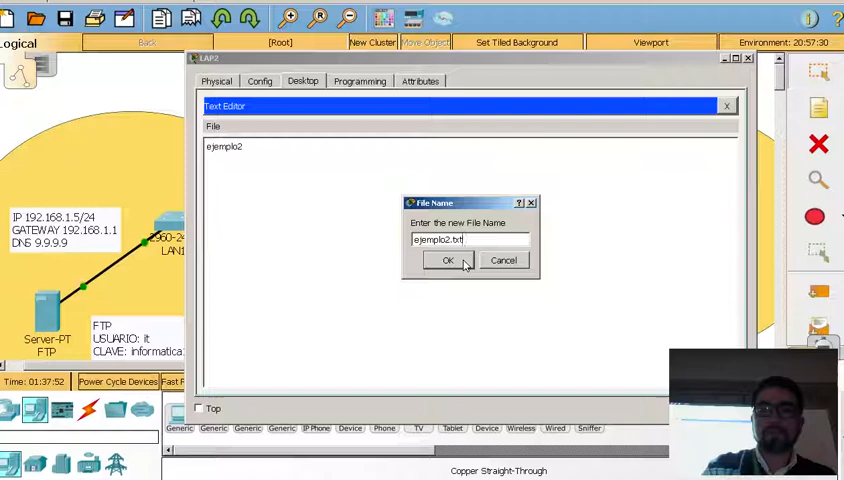 Logical
Back
[Root]
New Cluster
Move Object
Set Tiled Background
Viewport
Environment: 20:57:30
LAP2
Physical
Config
Desktop
Programming
Attributes
Text Editor
X
File
ejemplo2
File Name
Enter the new File Name
ejemplo2.txt
OK
Cancel
IP 192.168.1.5/24
GATEWAY 192.168.1.1
DNS 9.9.9.9
2960-24
LAN1
Server-PT
FTP
FTP
USUARIO: it
CLAVE: informatica
Time: 01:37:52
Power Cycle Devices
Fast F
Top
Generic
Generic
Generic
IP Phone
Device
Phone
TV
Tablet
Device
Wireless
Wired
Sniffer
Copper Straight-Through